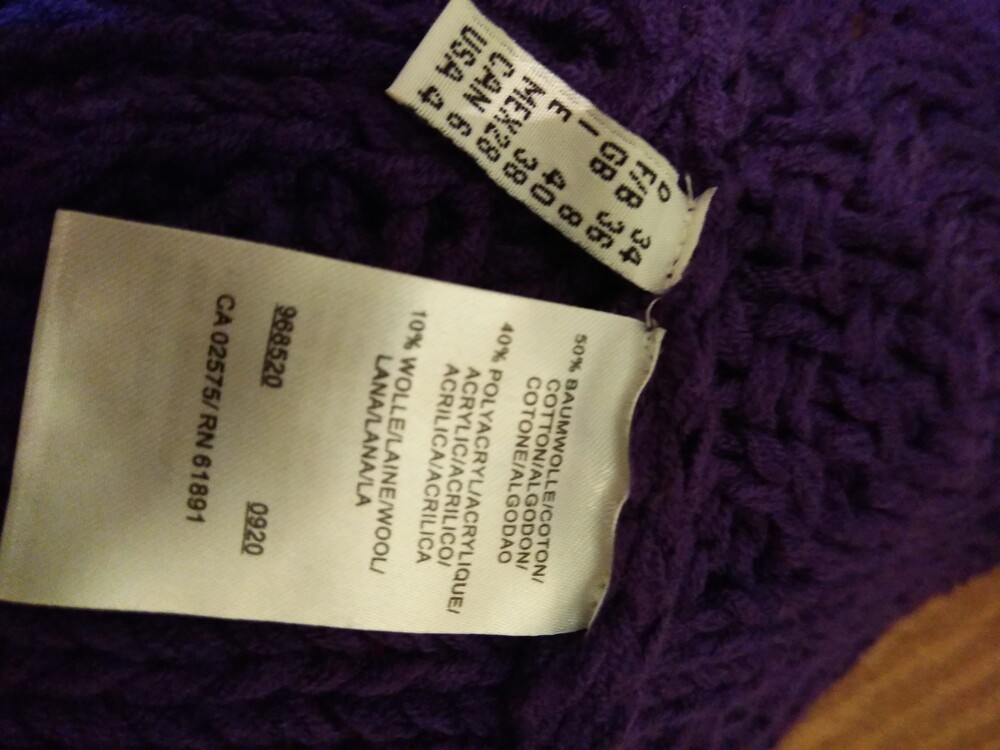 D 34
F/B 36
GB 8
I 40
E 38
MEX28
CAN 6
USA 4
50% BAUMWOLLE/COTON/
COTTON/ALGODON/
COTONE/ALGODAO
40% POLYACRYL/ACRYLIQUE/
ACRYLIC/ACRILICO/
ACRILICA/ACRILICA
10% WOLLE/LAINE/WOOL/
LANA/LANA/LA
968520 0920
CA 02575/ RN 61891